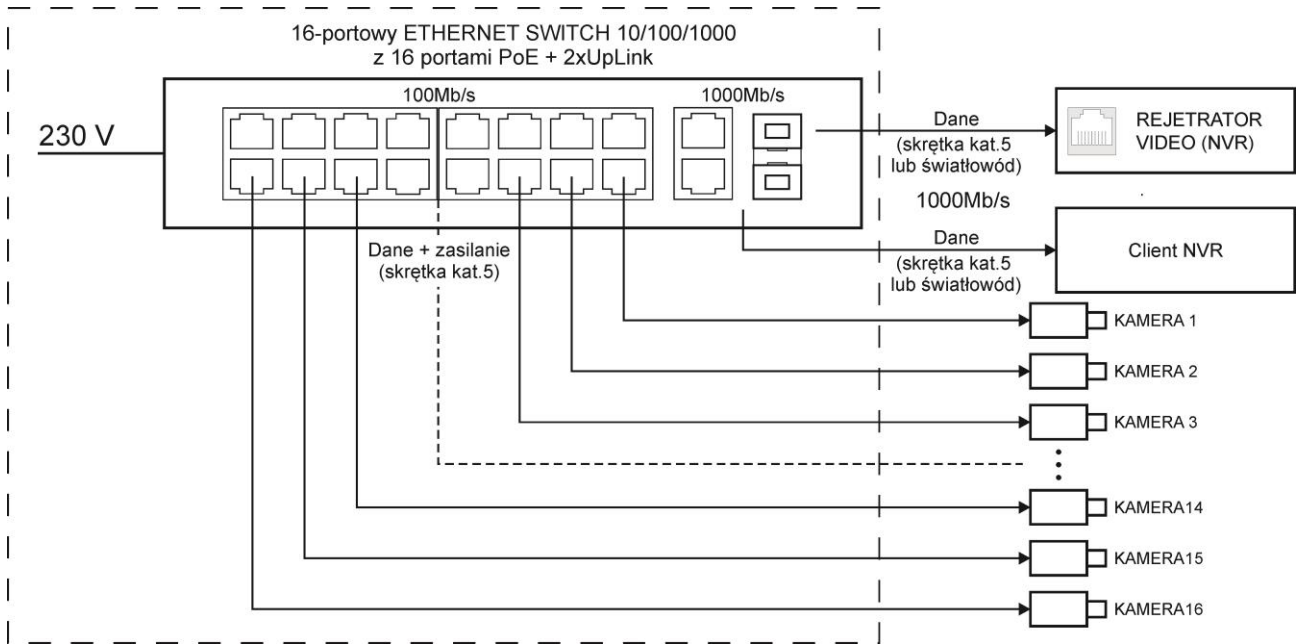 16-portowy ETHERNET SWITCH 10/100/1000
z 16 portami PoE + 2xUpLink
100Mb/s
1000Mb/s
230 V
Dane
(skrętka kat.5
lub światłowód)
REJETRATOR
VIDEO (NVR)
1000Mb/s
Dane
(skrętka kat.5
lub światłowód)
Client NVR
Dane + zasilanie
(skrętka kat.5)
KAMERA 1
KAMERA 2
KAMERA 3
KAMERA14
KAMERA15
KAMERA16